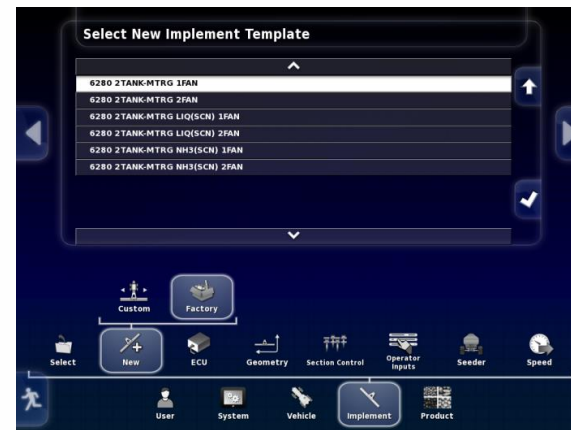 Select New Implement Template
6280 2TANK-MTRG 1FAN
6280 2TANK-MTRG 2FAN
6280 2TANK-MTRG LIQ(SCN) 1FAN
6280 2TANK-MTRG LIQ(SCN) 2FAN
6280 2TANK-MTRG NH3(SCN) 1FAN
6280 2TANK-MTRG NH3(SCN) 2FAN
Custom
Factory
Select
New
ECU
Geometry
Section Control
Operator
Inputs
Seeder
Speed
User
System
Vehicle
Implement
Product